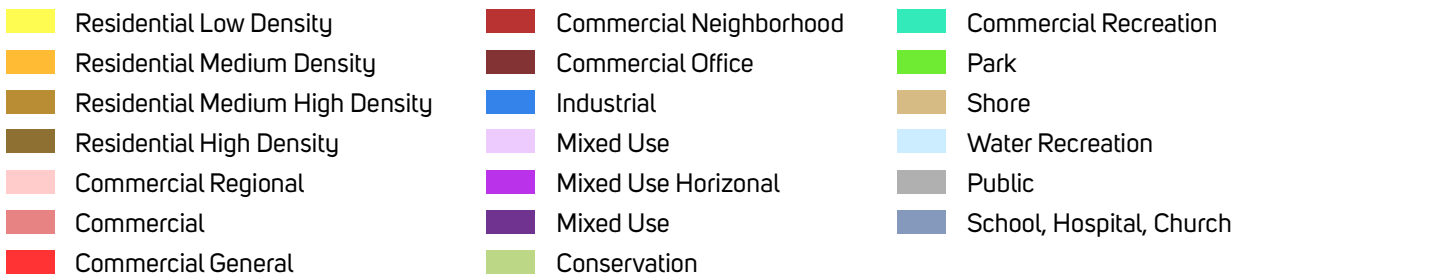 Residential Low Density
Residential Medium Density
Residential Medium High Density
Residential High Density
Commercial Regional
Commercial
Commercial General
Commercial Neighborhood
Commercial Office
Industrial
Mixed Use
Mixed Use Horizonal
Mixed Use
Conservation
Commercial Recreation
Park
Shore
Water Recreation
Public
School, Hospital, Church